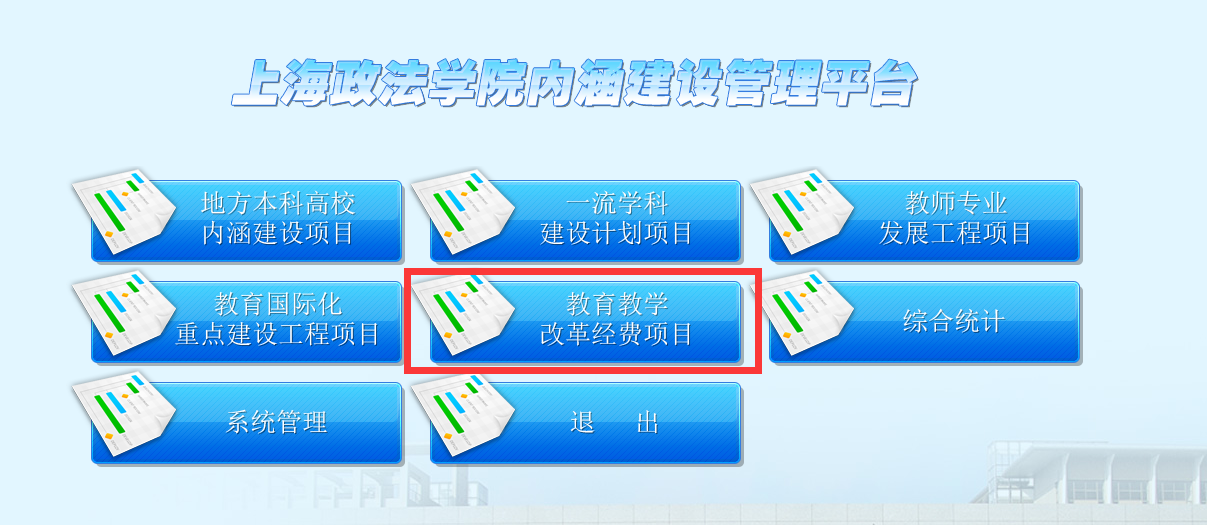 上海政法学院内涵建设管理平台
地方本科高校
内涵建设项目
一流学科
建设计划项目
教师专业
发展工程项目
教育国际化
重点建设工程项目
教育教学
改革经费项目
综合统计
系统管理
退 出